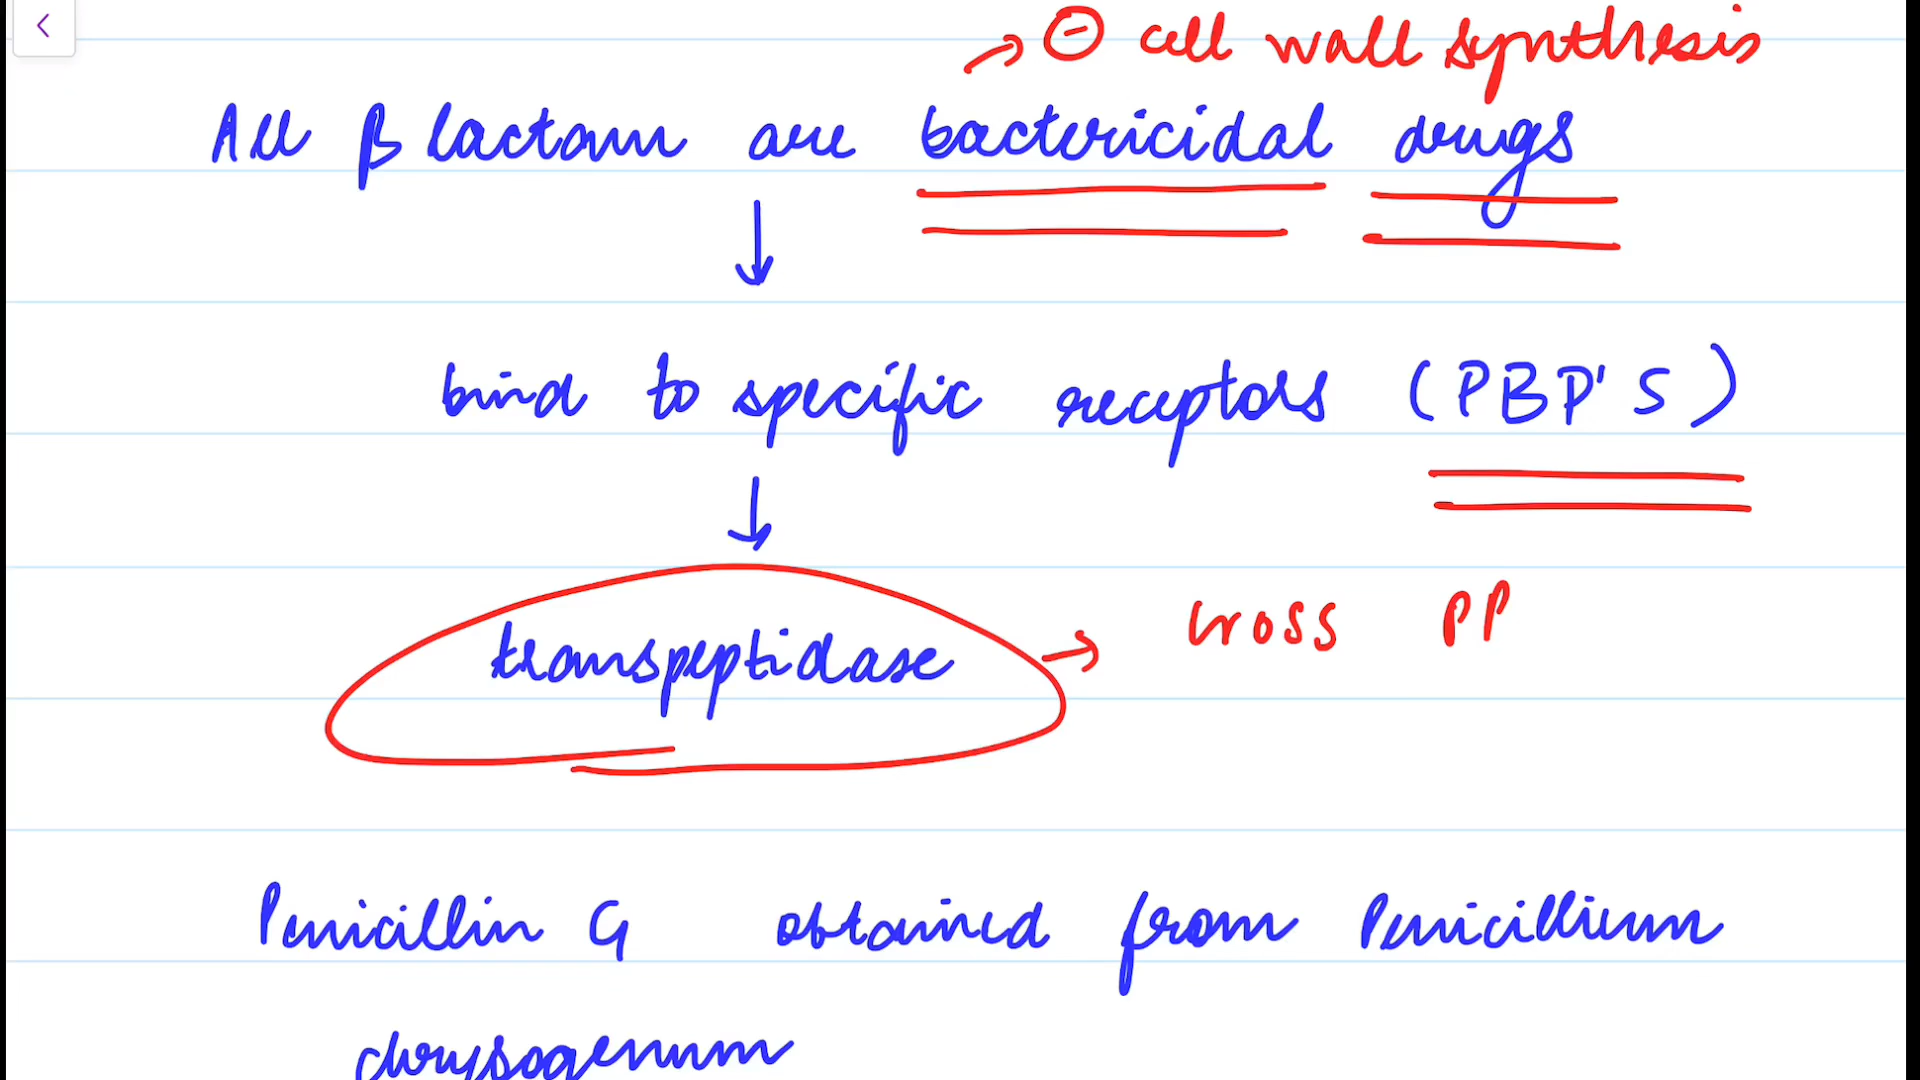 → ⊖ cell wall synthesis
All β lactam are bactericidal drugs
↓
bind to specific receptors (PBP'S)
↓
transpeptidase → cross PP
Penicillin G obtained from Penicillium
chrysogenum